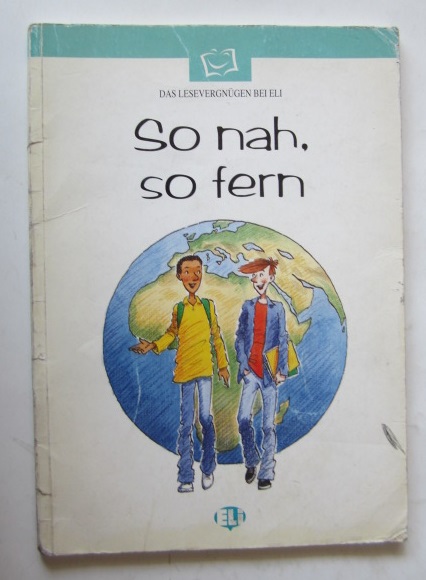 DAS LESEVERGNÜGEN BEI ELI
So nah,
so fern
ELI